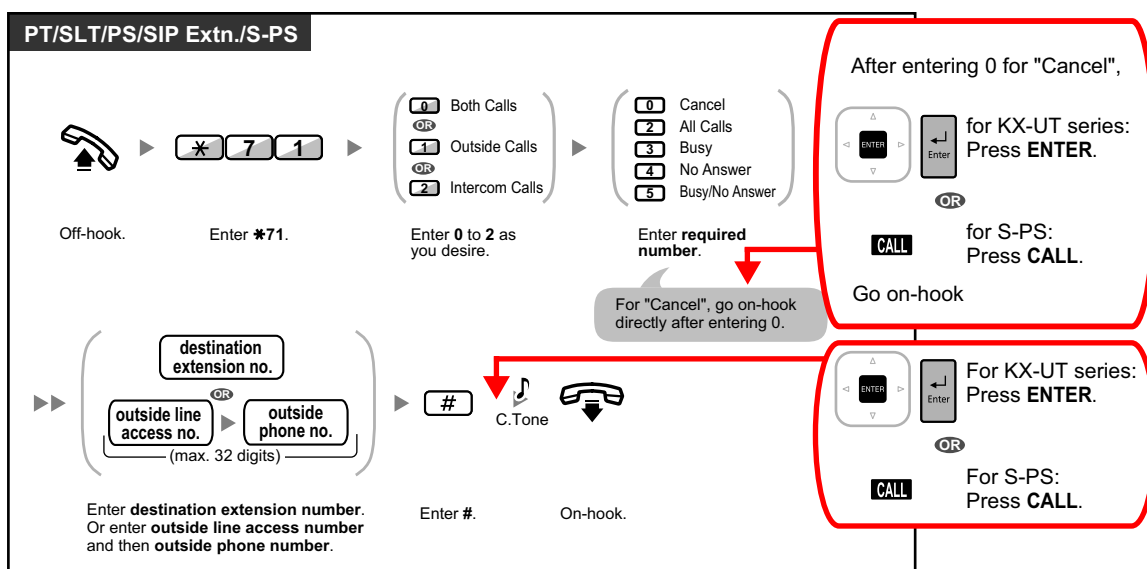 PT/SLT/PS/SIP Extn./S-PS
Off-hook.
✱ 7 1
Enter ✱71.
0 Both Calls
OR
1 Outside Calls
OR
2 Intercom Calls
Enter 0 to 2 as
you desire.
0 Cancel
2 All Calls
3 Busy
4 No Answer
5 Busy/No Answer
Enter required
number.
For "Cancel", go on-hook
directly after entering 0.
After entering 0 for "Cancel",
ENTER
Enter
for KX-UT series:
Press ENTER.
OR
CALL
for S-PS:
Press CALL.
Go on-hook
destination
extension no.
OR
outside line
access no.
outside
phone no.
(max. 32 digits)
Enter destination extension number.
Or enter outside line access number
and then outside phone number.
#
Enter #.
C.Tone
On-hook.
ENTER
Enter
For KX-UT series:
Press ENTER.
OR
CALL
For S-PS:
Press CALL.